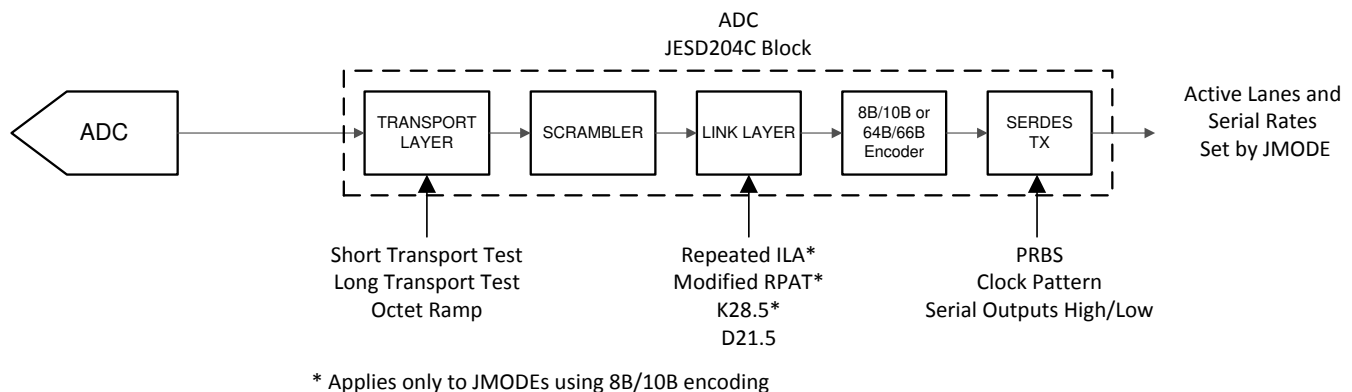 ADC
JESD204C Block
ADC
TRANSPORT
LAYER
SCRAMBLER
LINK LAYER
8B/10B or
64B/66B
Encoder
SERDES
TX
Active Lanes and
Serial Rates
Set by JMODE
Short Transport Test
Long Transport Test
Octet Ramp
Repeated ILA*
Modified RPAT*
K28.5*
D21.5
PRBS
Clock Pattern
Serial Outputs High/Low
* Applies only to JMODEs using 8B/10B encoding